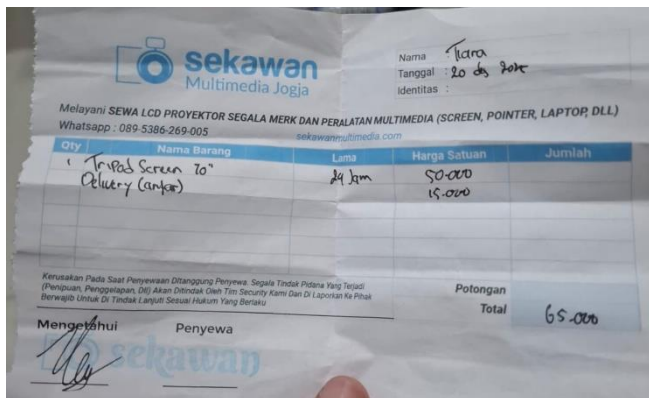 sekawan
Multimedia Jogja
Nama : Tiara
Tanggal : 20 des
Identitas :
Melayani SEWA LCD PROYEKTOR SEGALA MERK DAN PERALATAN MULTIMEDIA (SCREEN, POINTER, LAPTOP, DLL)
Whatsapp : 089-5386-269-005
sekawanmultimedia.com
Qty Nama Barang Lama Harga Satuan Jumlah
1 Tripod Screen 70" 24 Jam 50.000
Delivery (antar) 15.000
Kerusakan Pada Saat Penyewaan Ditanggung Penyewa. Segala Tindak Pidana Yang Terjadi
(Penipuan, Penggelapan, Dll) Akan Ditindak Oleh Tim Security Kami Dan Di Laporkan Ke Pihak
Berwajib Untuk Di Tindak Lanjuti Sesuai Hukum Yang Berlaku
Potongan
Total 65.000
Mengetahui Penyewa
sekawan